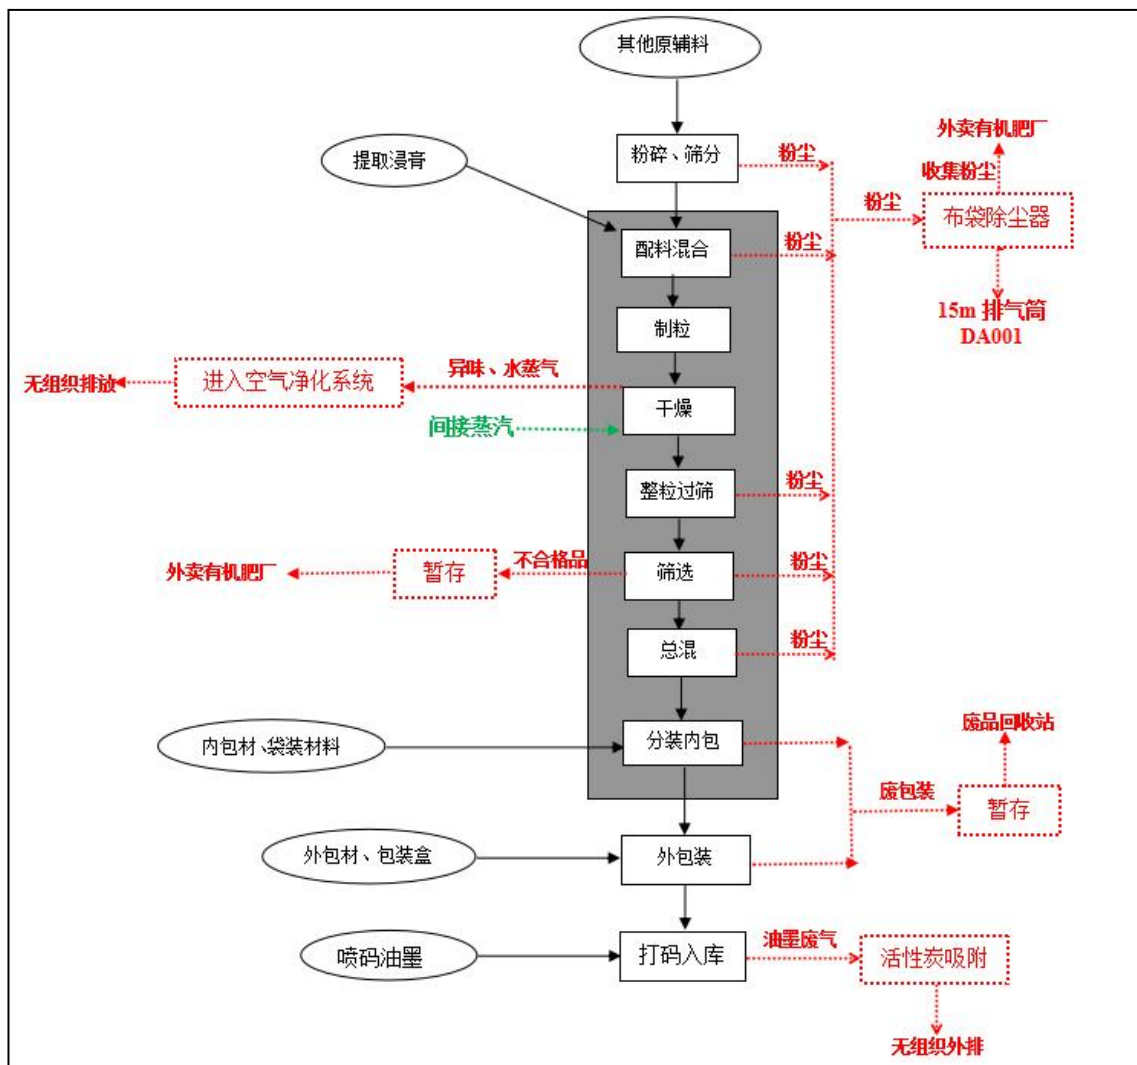 其他原辅料
提取浸膏
粉碎、筛分
粉尘
外卖有机肥厂
收集粉尘
粉尘
布袋除尘器
配料混合
粉尘
15m 排气筒
DA001
制粒
无组织排放
进入空气净化系统
异味、水蒸气
干燥
间接蒸汽
整粒过筛
粉尘
外卖有机肥厂
暂存
不合格品
筛选
粉尘
总混
粉尘
内包材、袋装材料
分装内包
废品回收站
废包装
暂存
外包材、包装盒
外包装
喷码油墨
打码入库
油墨废气
活性炭吸附
无组织外排